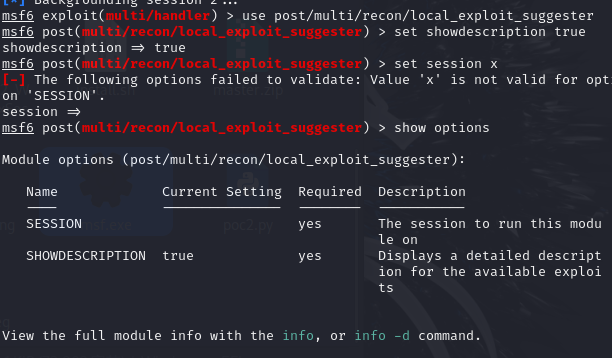 [*] Backgrounding session 2...
msf6 exploit(multi/handler) > use post/multi/recon/local_exploit_suggester
msf6 post(multi/recon/local_exploit_suggester) > set showdescription true
showdescription ⇒ true
msf6 post(multi/recon/local_exploit_suggester) > set session x
[-] The following options failed to validate: Value 'x' is not valid for opti
on 'SESSION'.
session ⇒
msf6 post(multi/recon/local_exploit_suggester) > show options
Module options (post/multi/recon/local_exploit_suggester):
Name Current Setting Required Description
SESSION yes The session to run this modu
le on
SHOWDESCRIPTION true yes Displays a detailed descript
ion for the available exploi
ts
View the full module info with the info, or info -d command.